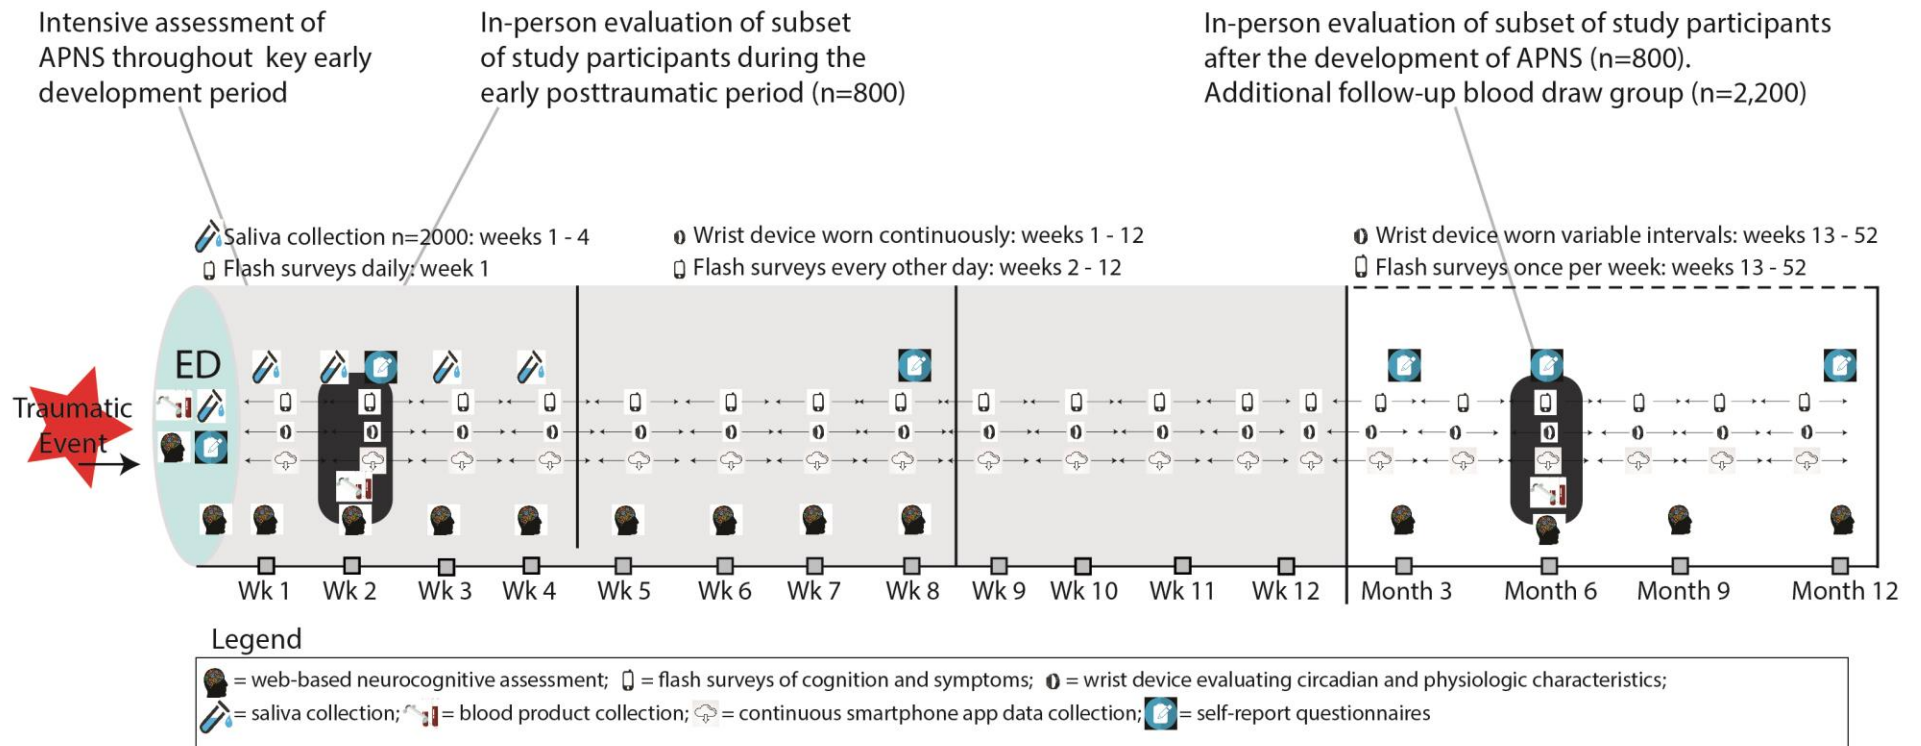 Intensive assessment of
APNS throughout key early
development period
In-person evaluation of subset
of study participants during the
early posttraumatic period (n=800)
In-person evaluation of subset of study participants
after the development of APNS (n=800).
Additional follow-up blood draw group (n=2,200)
Saliva collection n=2000: weeks 1 - 4
Flash surveys daily: week 1
Wrist device worn continuously: weeks 1 - 12
Flash surveys every other day: weeks 2 - 12
Wrist device worn variable intervals: weeks 13 - 52
Flash surveys once per week: weeks 13 - 52
ED
Traumatic
Event
Wk 1 Wk 2 Wk 3 Wk 4 Wk 5 Wk 6 Wk 7 Wk 8 Wk 9 Wk 10 Wk 11 Wk 12 Month 3 Month 6 Month 9 Month 12
Legend
= web-based neurocognitive assessment; = flash surveys of cognition and symptoms; = wrist device evaluating circadian and physiologic characteristics;
= saliva collection; = blood product collection; = continuous smartphone app data collection; = self-report questionnaires